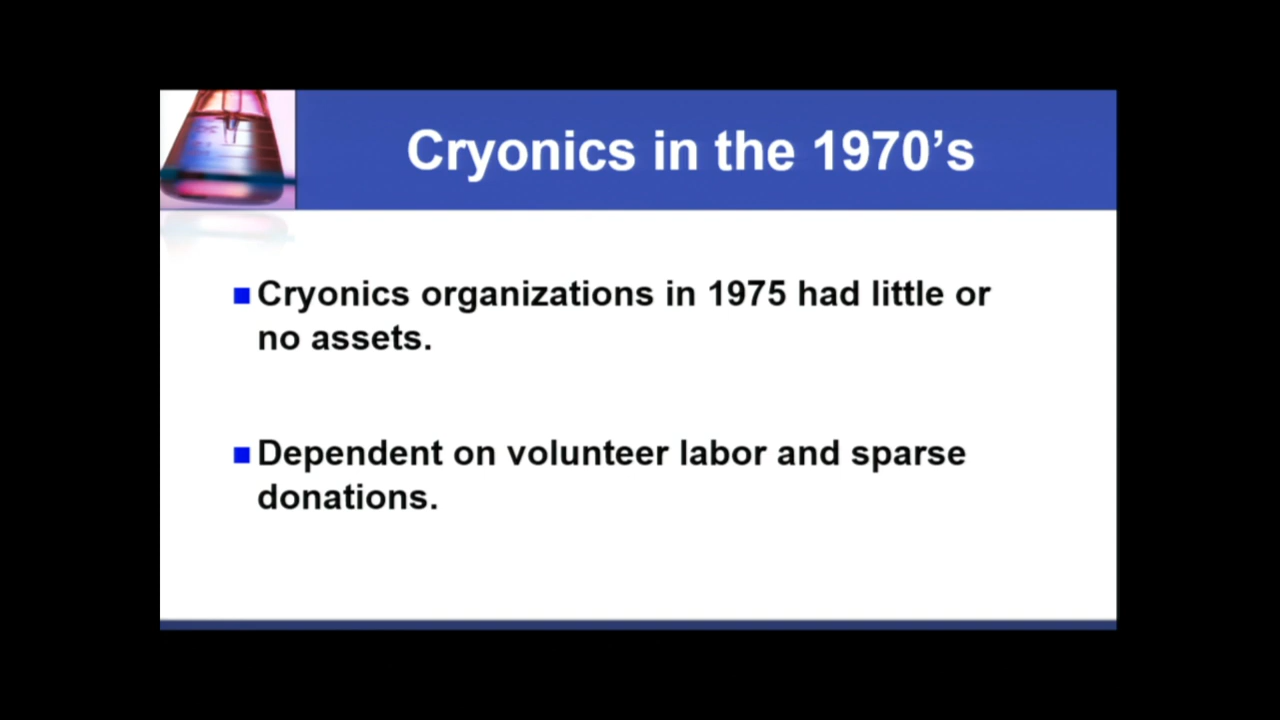 Cryonics in the 1970’s
Cryonics organizations in 1975 had little or
no assets.
Dependent on volunteer labor and sparse
donations.